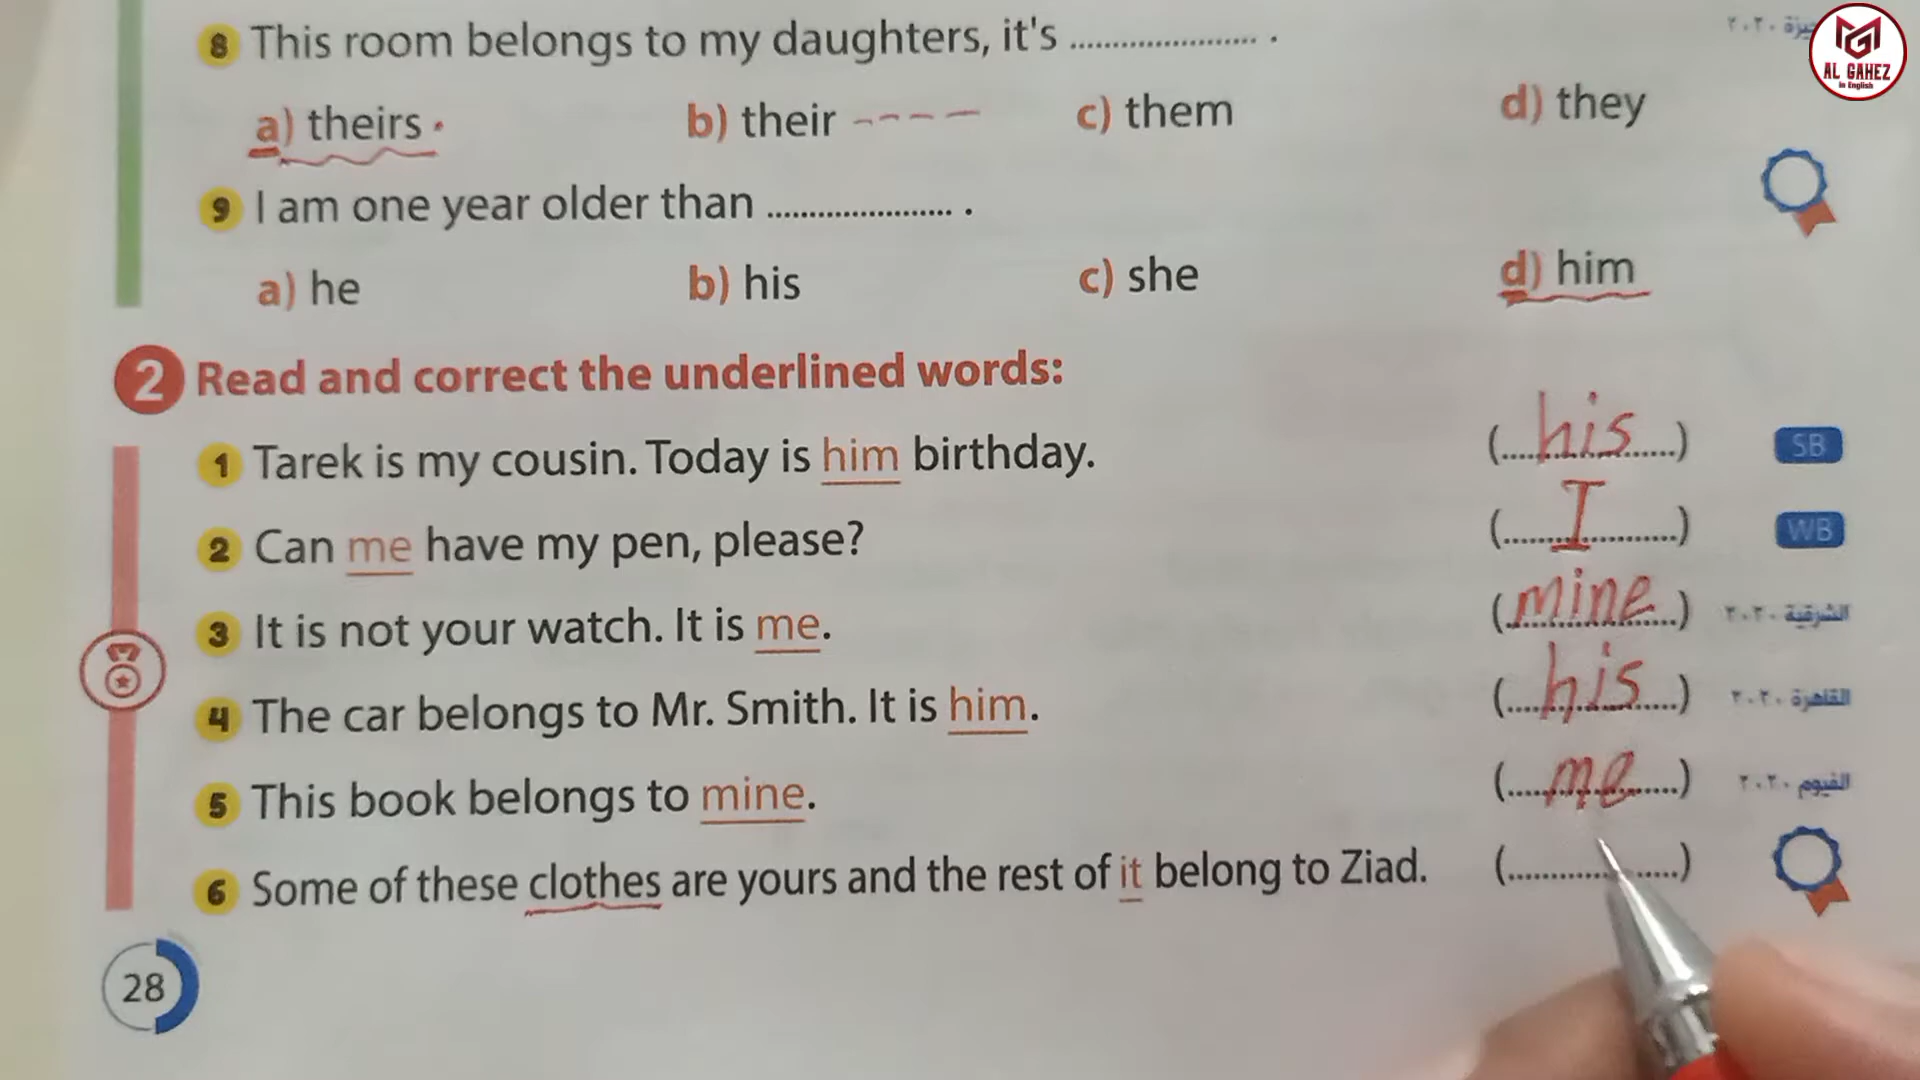 8 This room belongs to my daughters, it's ..................... .
a) theirs b) their c) them d) they
9 I am one year older than ..................... .
a) he b) his c) she d) him
2 Read and correct the underlined words:
1 Tarek is my cousin. Today is him birthday. (....his....) SB
2 Can me have my pen, please? (....I....) WB
3 It is not your watch. It is me. (....mine....) الشرقية ٢٠٢٠
4 The car belongs to Mr. Smith. It is him. (....his....) القاهرة ٢٠٢٠
5 This book belongs to mine. (....me....) الفيوم ٢٠٢٠
6 Some of these clothes are yours and the rest of it belong to Ziad. (....................)
28
AL GAHEZ
in English